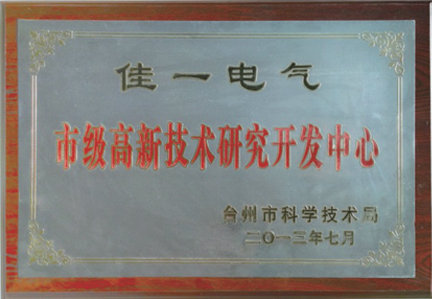 佳一电气
市级高新技术研究开发中心
台州市科学技术局
二〇一三年七月